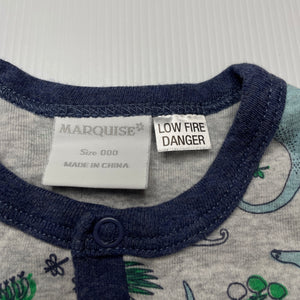 MARQUISE
Size 000
MADE IN CHINA
LOW FIRE
DANGER